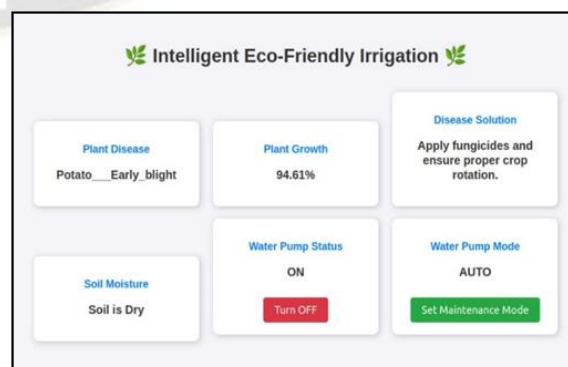 🌿 Intelligent Eco-Friendly Irrigation 🌿
Disease Solution
Apply fungicides and
ensure proper crop
rotation.
Plant Disease
Potato___Early_blight
Plant Growth
94.61%
Water Pump Status
ON
Turn OFF
Water Pump Mode
AUTO
Set Maintenance Mode
Soil Moisture
Soil is Dry